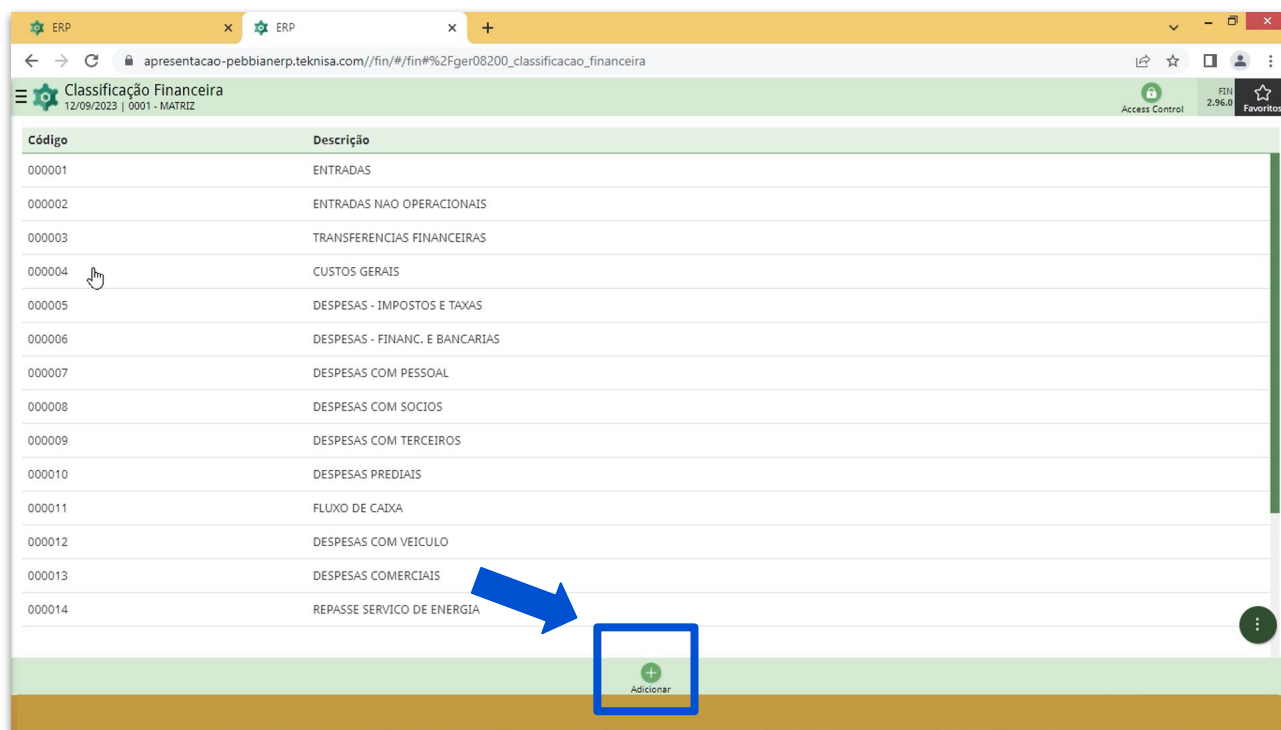 ERP
ERP
apresentacao-pebbianerp.teknisa.com//fin/#/fin#%2Fger08200_classificacao_financeira
Classificação Financeira
12/09/2023 | 0001 - MATRIZ
Access Control
FIN
2.96.0
Favoritos
Código Descrição
000001 ENTRADAS
000002 ENTRADAS NAO OPERACIONAIS
000003 TRANSFERENCIAS FINANCEIRAS
000004 CUSTOS GERAIS
000005 DESPESAS - IMPOSTOS E TAXAS
000006 DESPESAS - FINANC. E BANCARIAS
000007 DESPESAS COM PESSOAL
000008 DESPESAS COM SOCIOS
000009 DESPESAS COM TERCEIROS
000010 DESPESAS PREDIAIS
000011 FLUXO DE CAIXA
000012 DESPESAS COM VEICULO
000013 DESPESAS COMERCIAIS
000014 REPASSE SERVICO DE ENERGIA
Adicionar